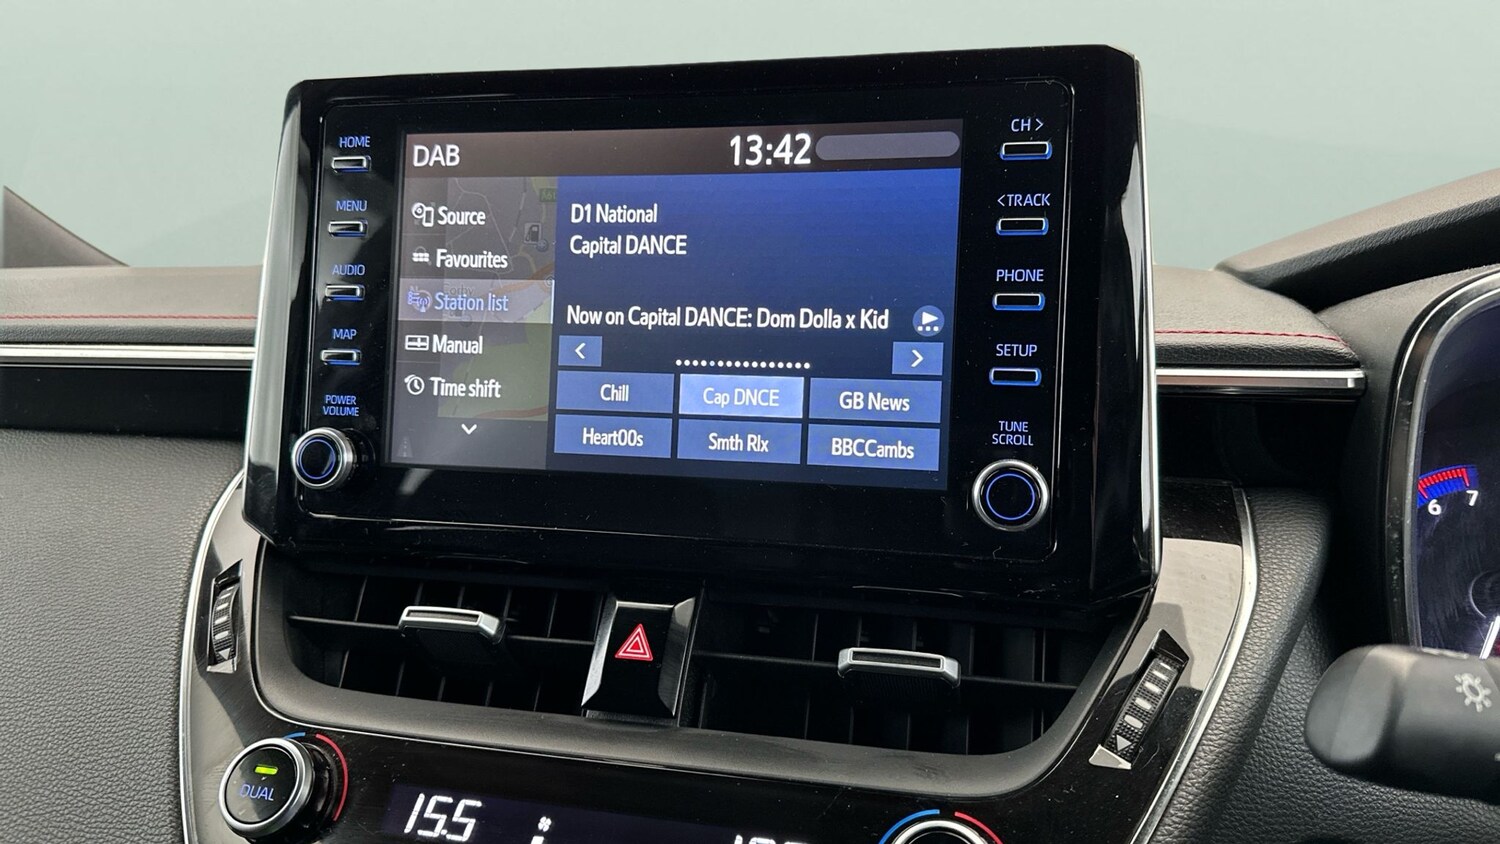 HOME
MENU
AUDIO
MAP
POWER
VOLUME
DAB
13:42
Source
Favourites
Station list
Manual
Time shift
D1 National
Capital DANCE
Now on Capital DANCE: Dom Dolla x Kid
Chill
Cap DNCE
GB News
Heart00s
Smth Rlx
BBCCambs
CH >
< TRACK
PHONE
SETUP
TUNE
SCROLL
6
7
DUAL
15.5